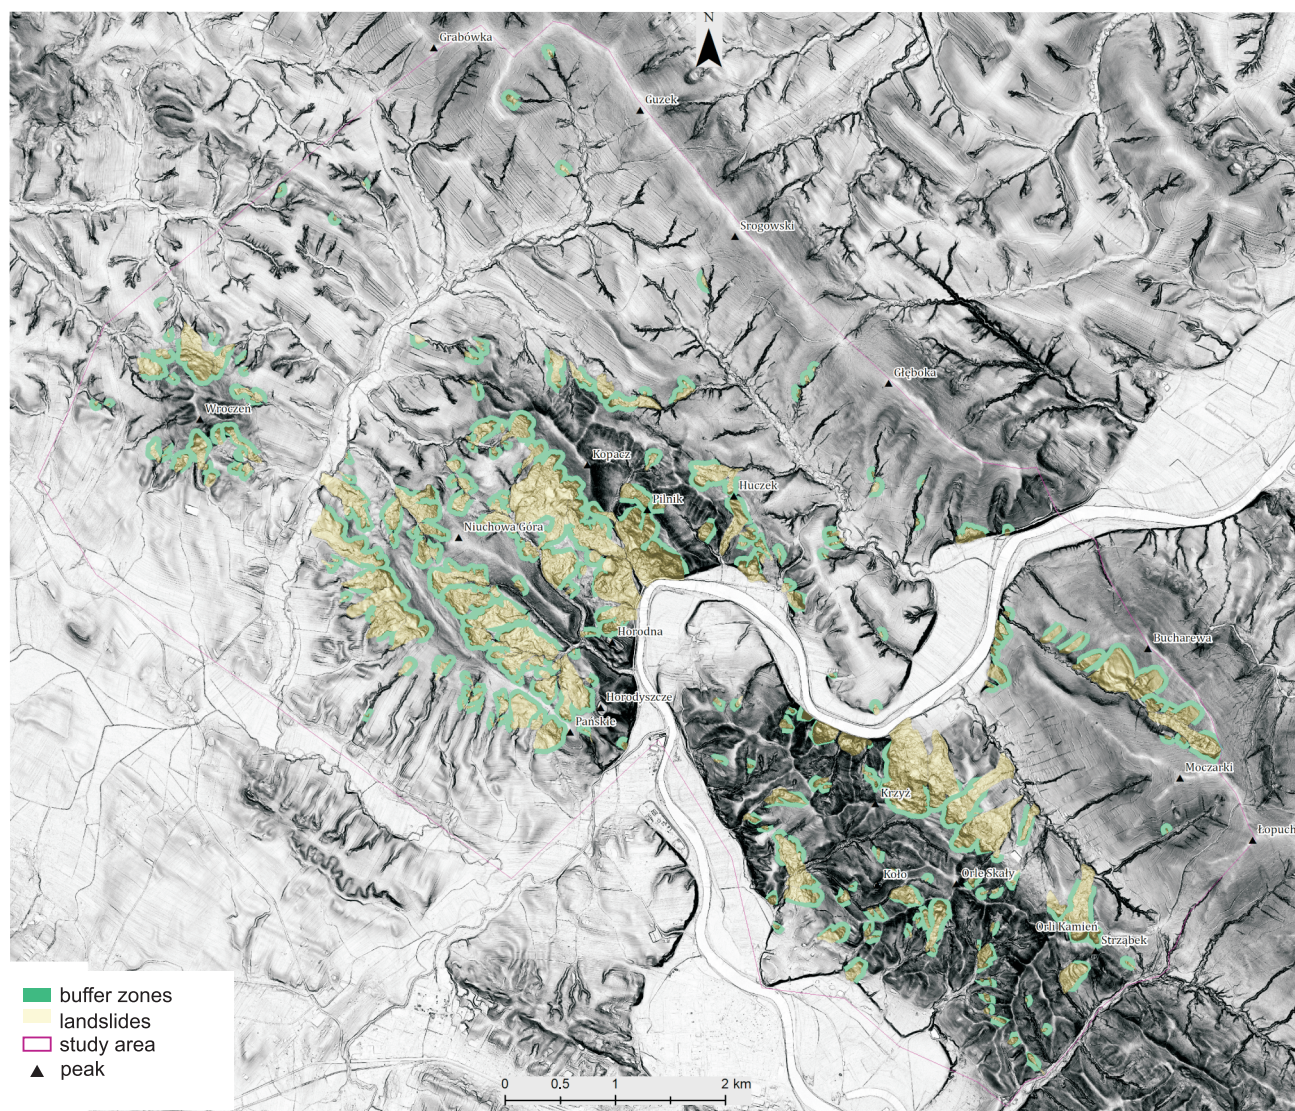 N
Grabówka
Guzek
Srogowski
Głęboka
Wroczeń
Kopacz
Huczek
Pilnik
Niuchowa Góra
Horodna
Bucharewa
Horodyszcze
Pańskie
Moczarki
Krzyż
Łopuch
Koło
Orle Skały
Orli Kamień
Strząbek
buffer zones
landslides
study area
peak
0 0,5 1 2 km